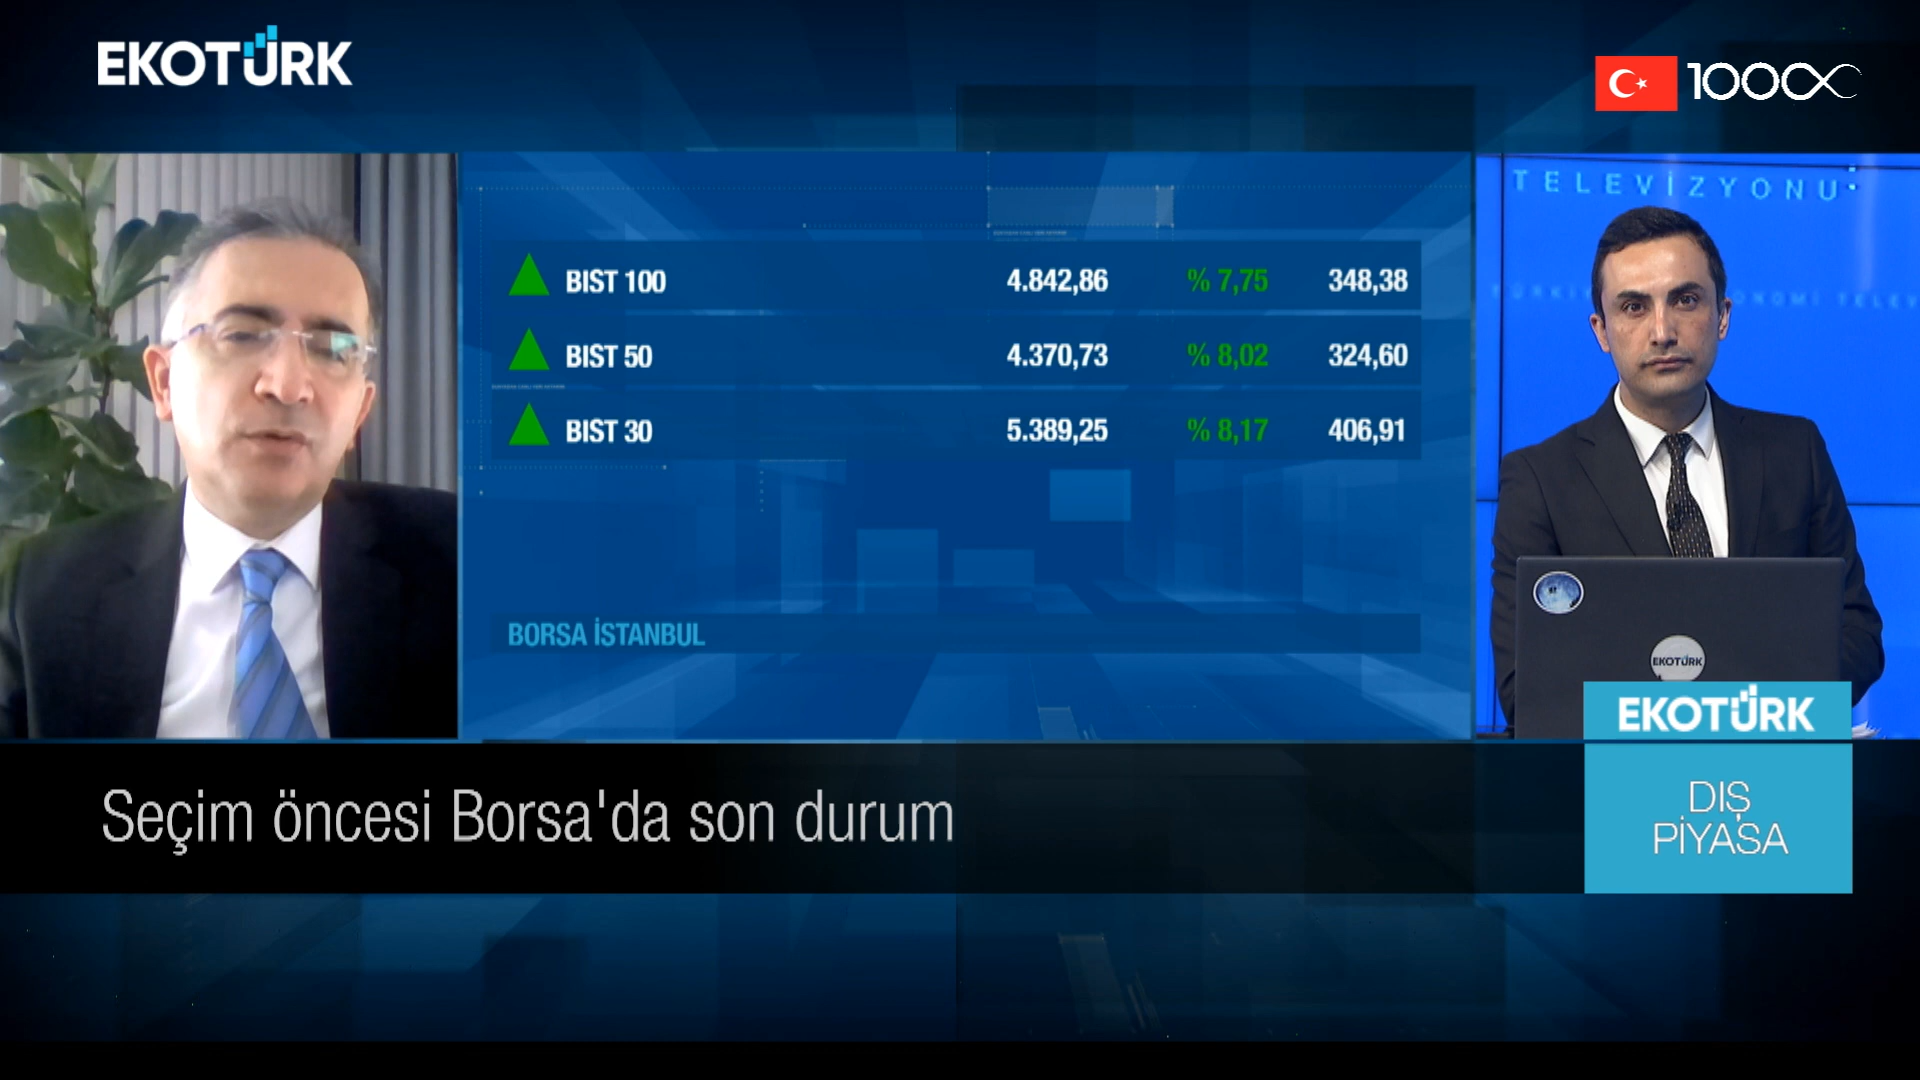 EKOTÜRK
100
TELEVİZYONU
BIST 100 4.842,86 % 7,75 348,38
BIST 50 4.370,73 % 8,02 324,60
BIST 30 5.389,25 % 8,17 406,91
BORSA İSTANBUL
EKOTÜRK
EKOTÜRK
Seçim öncesi Borsa'da son durum
DIŞ
PİYASA